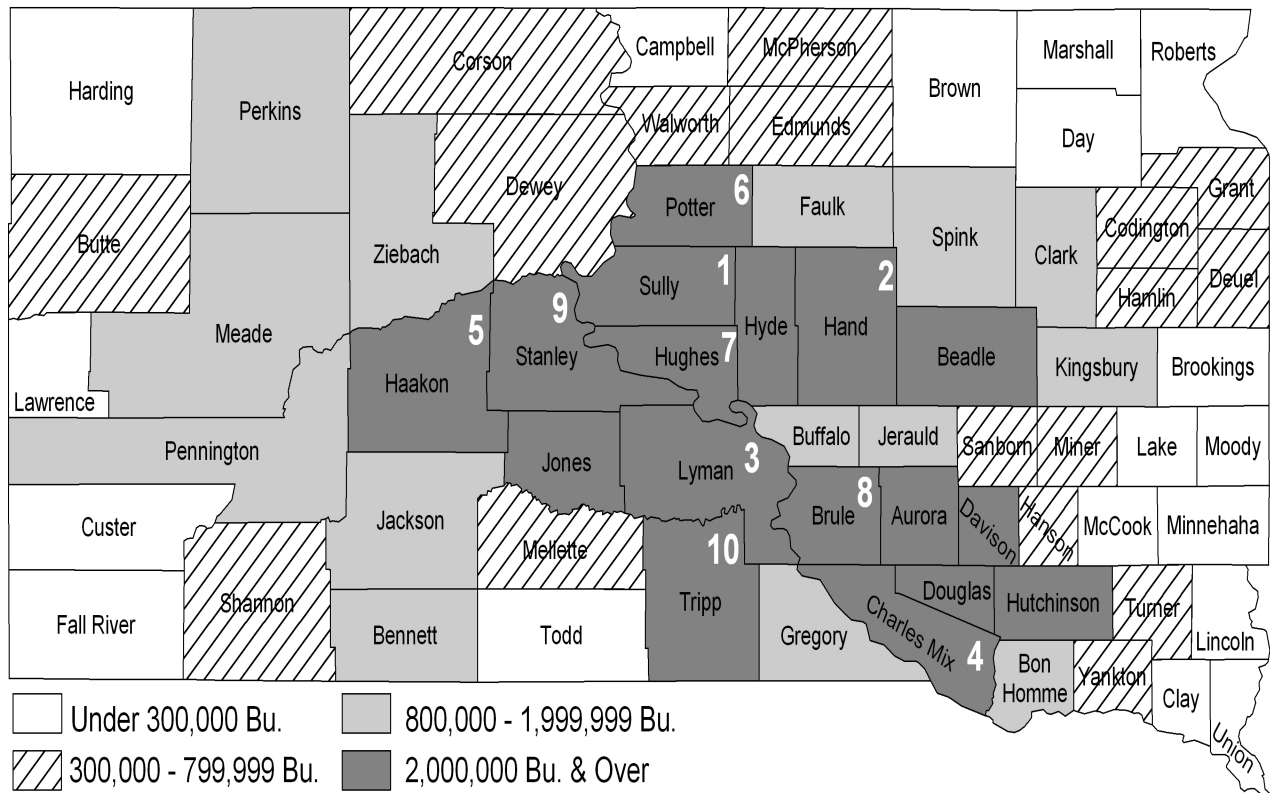 Harding
Perkins
Corson
Campbell
McPherson
Brown
Marshall
Roberts
Walworth
Edmunds
Day
Butte
Dewey
Ziebach
Potter 6
Faulk
Spink
Clark
Codington
Grant
Hamlin
Deuel
Meade
Sully 1
Hyde
Hand 2
Haakon 5
Stanley 9
Hughes 7
Beadle
Kingsbury
Brookings
Lawrence
Pennington
Jones
Lyman 3
Buffalo
Jerauld
Sanborn
Miner
Lake
Moody
Custer
Jackson
Mellette
Brule 8
Aurora
Davison
Hanson
McCook
Minnehaha
Fall River
Shannon
Bennett
Todd
Tripp 10
Gregory
Charles Mix 4
Douglas
Hutchinson
Turner
Lincoln
Bon
Homme
Yankton
Clay
Union
Under 300,000 Bu.
800,000 - 1,999,999 Bu.
300,000 - 799,999 Bu.
2,000,000 Bu. & Over